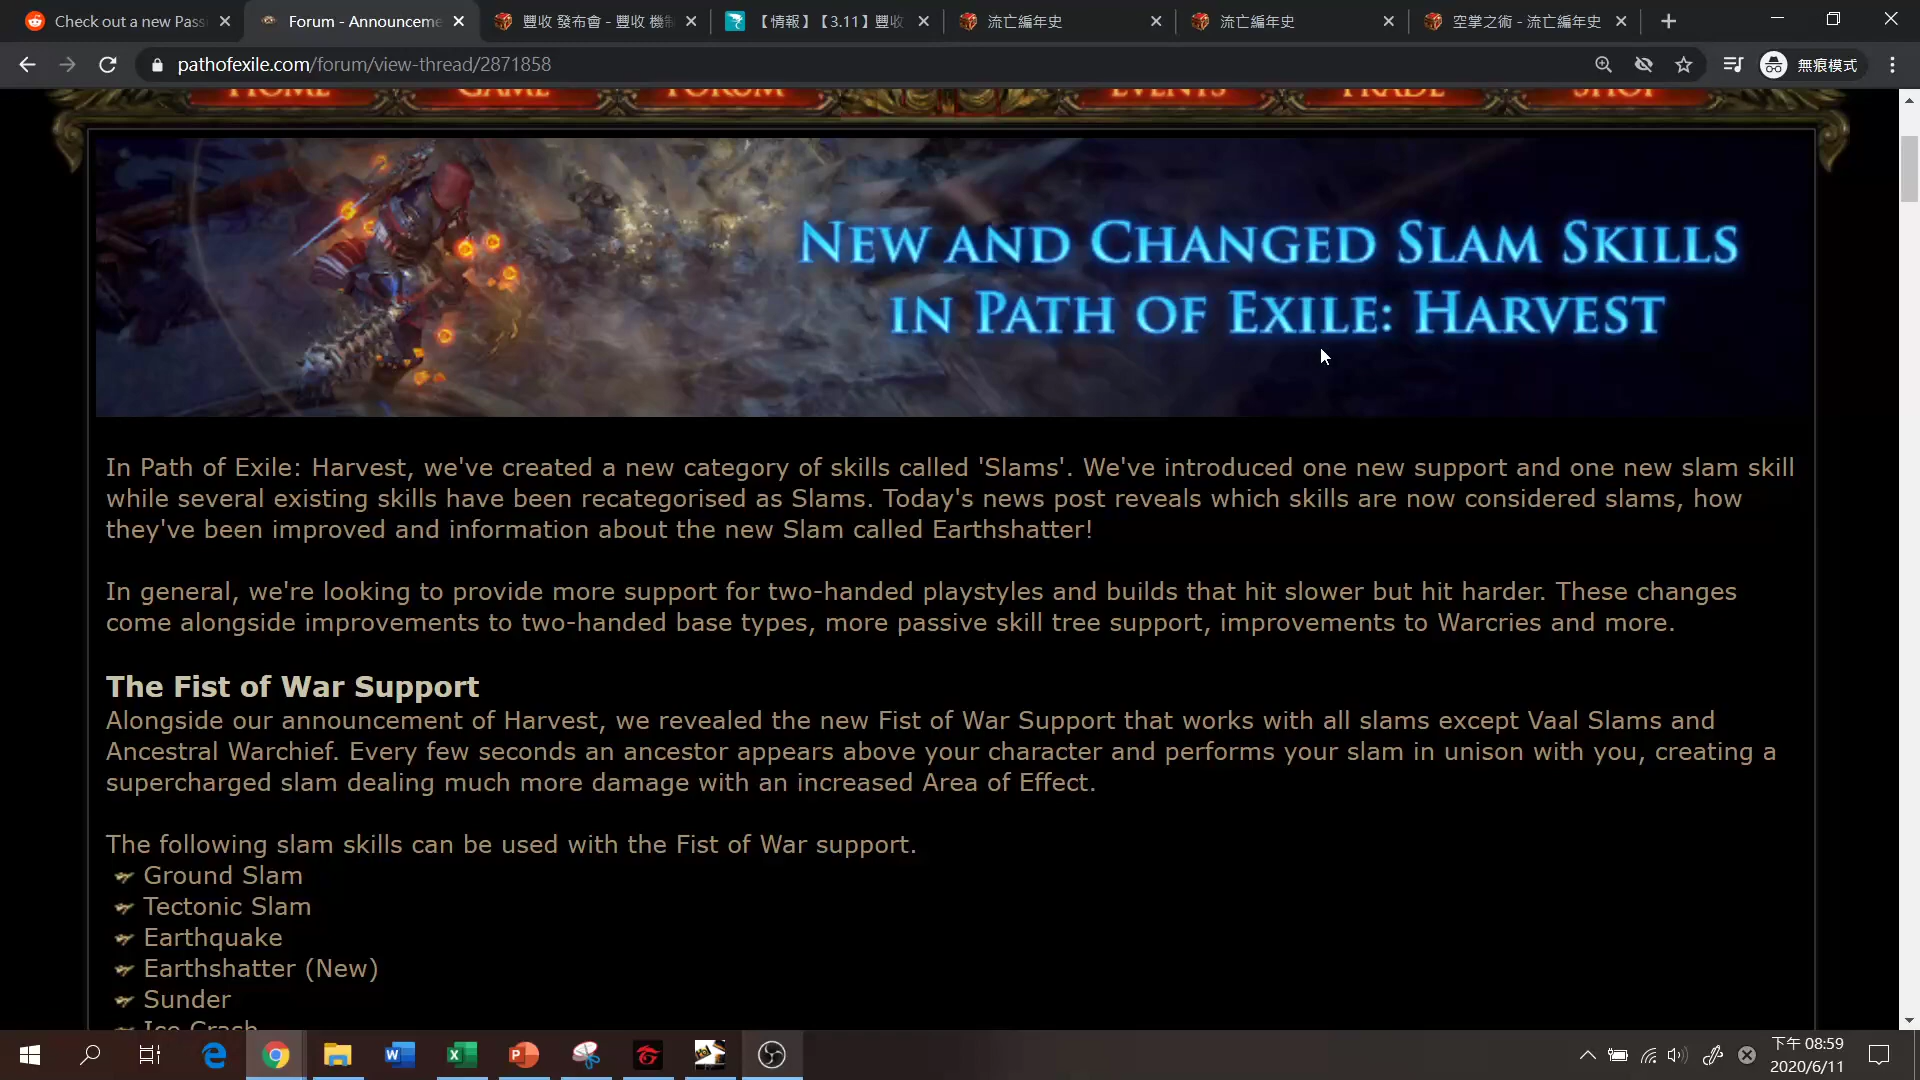 Check out a new Pass
Forum - Announceme
豐收 發布會 - 豐收 機制
【情報】【3.11】豐收
流亡編年史
流亡編年史
空掌之術 - 流亡編年史
pathofexile.com/forum/view-thread/2871858
無痕模式
HOME
GAME
FORUM
EVENTS
TRADE
SHOP
NEW AND CHANGED SLAM SKILLS
IN PATH OF EXILE: HARVEST
In Path of Exile: Harvest, we've created a new category of skills called 'Slams'. We've introduced one new support and one new slam skill
while several existing skills have been recategorised as Slams. Today's news post reveals which skills are now considered slams, how
they've been improved and information about the new Slam called Earthshatter!
In general, we're looking to provide more support for two-handed playstyles and builds that hit slower but hit harder. These changes
come alongside improvements to two-handed base types, more passive skill tree support, improvements to Warcries and more.
The Fist of War Support
Alongside our announcement of Harvest, we revealed the new Fist of War Support that works with all slams except Vaal Slams and
Ancestral Warchief. Every few seconds an ancestor appears above your character and performs your slam in unison with you, creating a
supercharged slam dealing much more damage with an increased Area of Effect.
The following slam skills can be used with the Fist of War support.
Ground Slam
Tectonic Slam
Earthquake
Earthshatter (New)
Sunder
Ice Crash
下午 08:59
2020/6/11